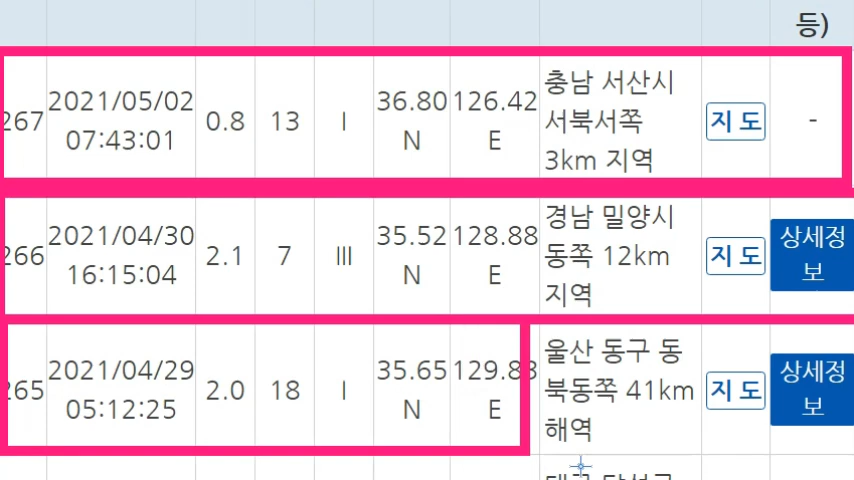 등)
267
2021/05/02
07:43:01
0.8
13
I
36.80
N
126.42
E
충남 서산시
서북서쪽
3km 지역
지 도
-
266
2021/04/30
16:15:04
2.1
7
III
35.52
N
128.88
E
경남 밀양시
동쪽 12km
지역
지 도
상세정
보
265
2021/04/29
05:12:25
2.0
18
I
35.65
N
129.83
E
울산 동구 동
북동쪽 41km
해역
지 도
상세정
보